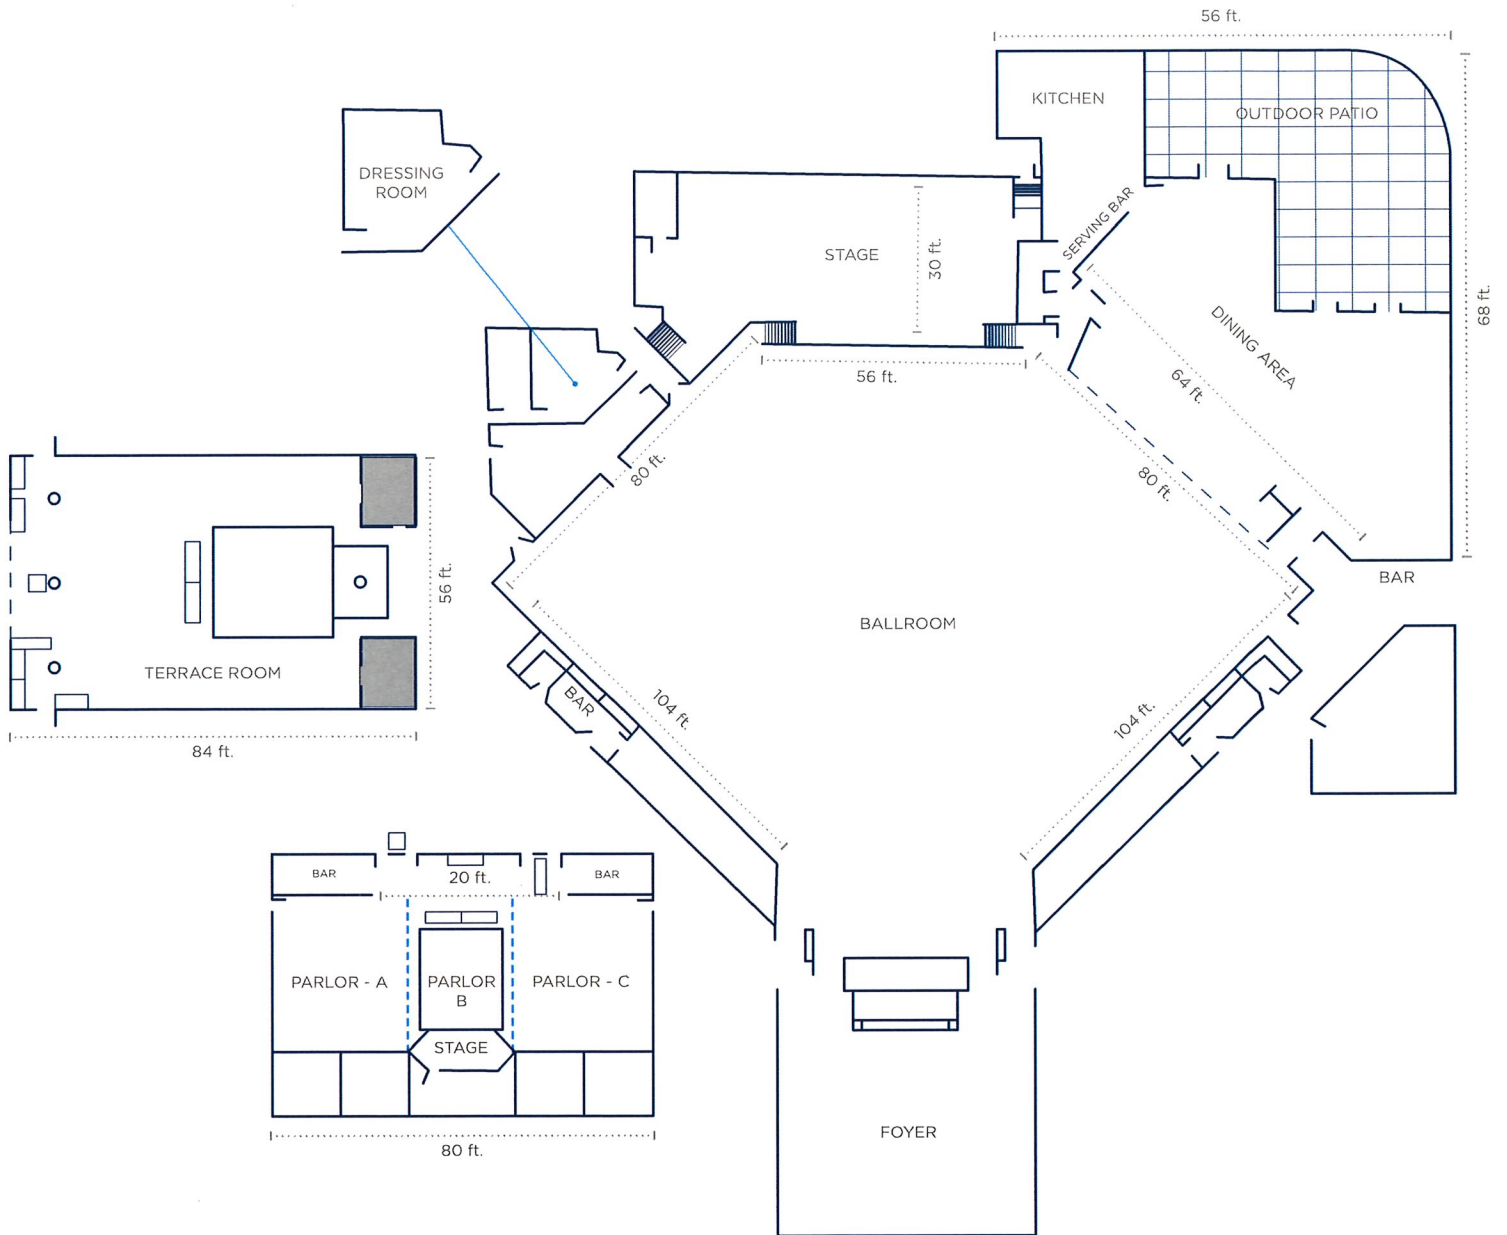 56 ft.
KITCHEN
OUTDOOR PATIO
DRESSING
ROOM
SERVING BAR
STAGE
30 ft.
68 ft.
DINING AREA
64 ft.
56 ft.
80 ft.
80 ft.
56 ft.
BAR
BALLROOM
TERRACE ROOM
BAR
104 ft.
104 ft.
84 ft.
BAR
20 ft.
BAR
PARLOR - A
PARLOR
B
PARLOR - C
STAGE
FOYER
80 ft.